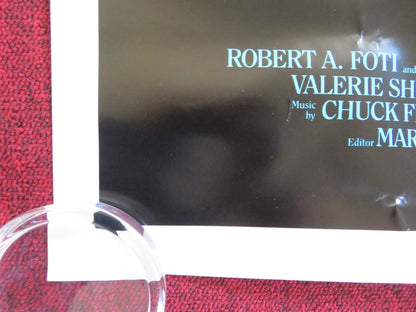 ROBERT A. FOTI and
VALERIE SH
Music by CHUCK F
Editor MAR